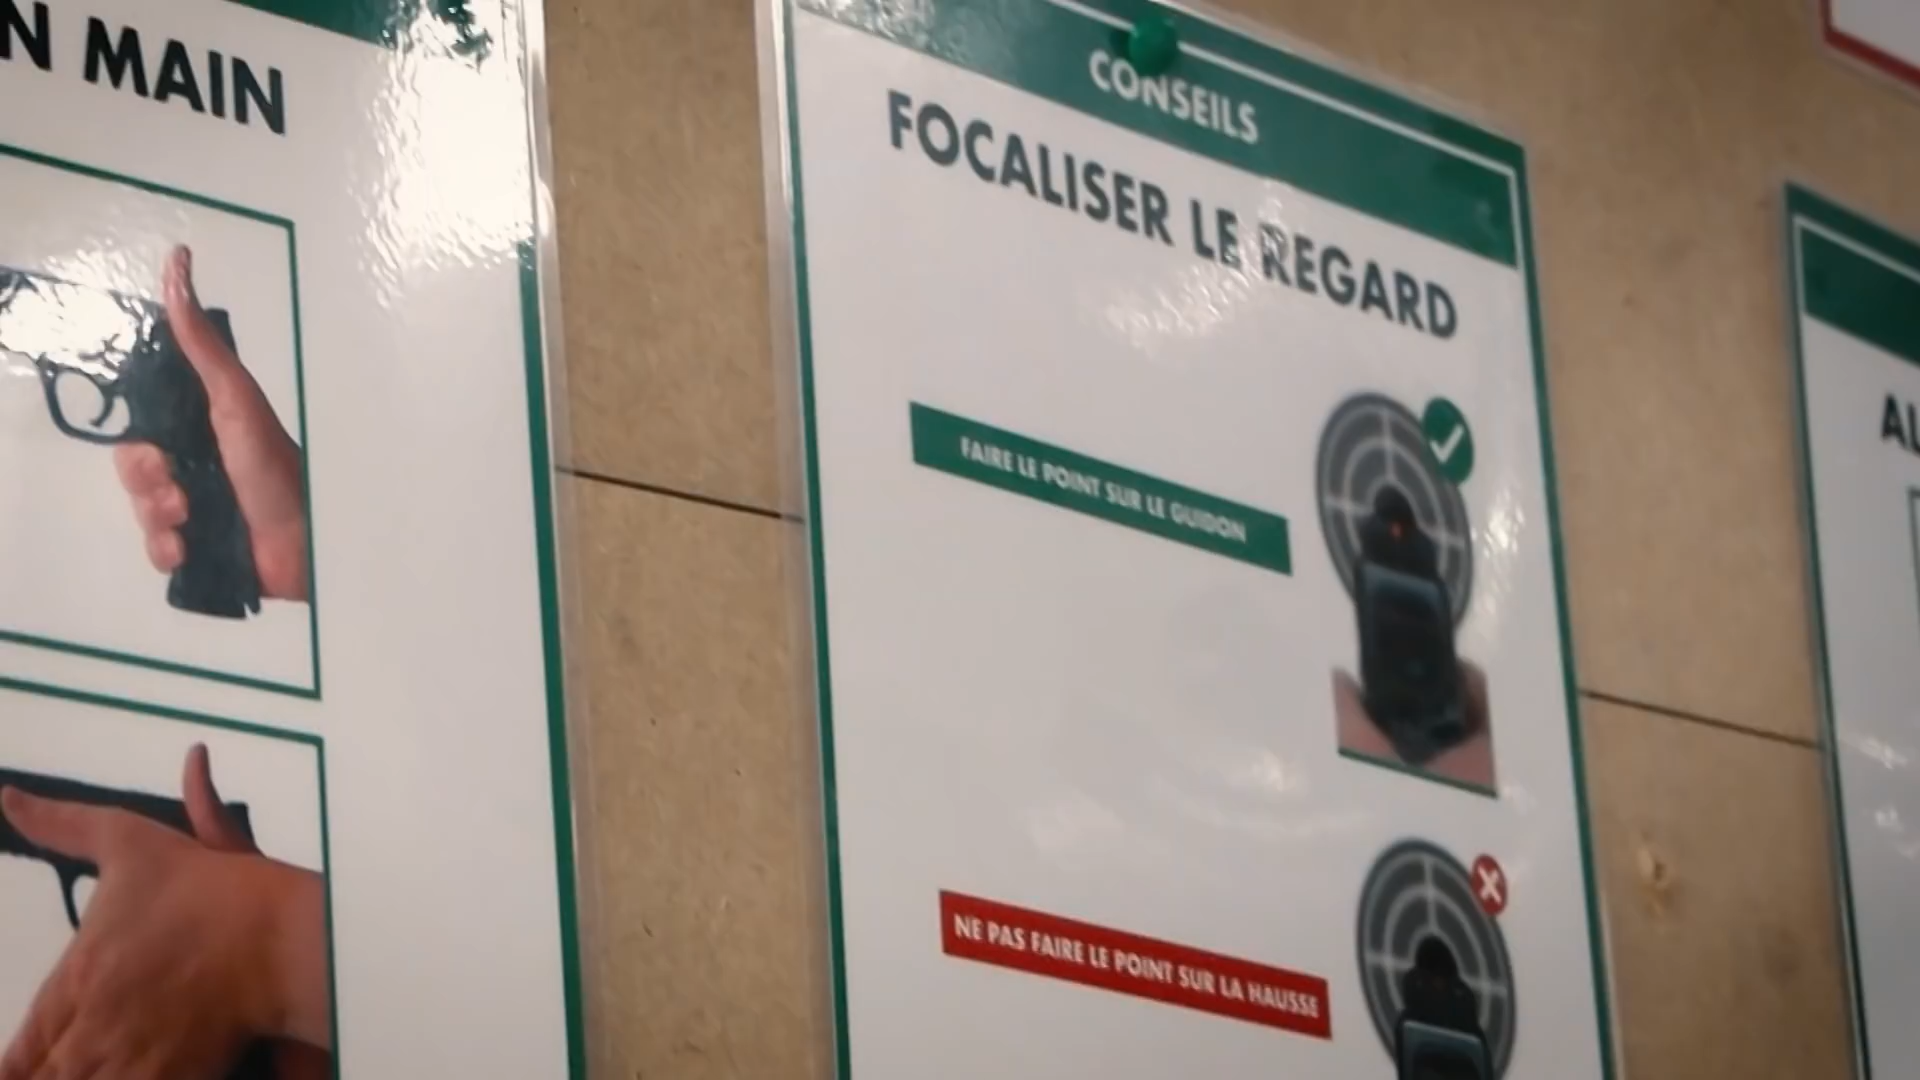 N MAIN
CONSEILS
FOCALISER LE REGARD
FAIRE LE POINT SUR LE GUIDON
NE PAS FAIRE LE POINT SUR LA HAUSSE
AU